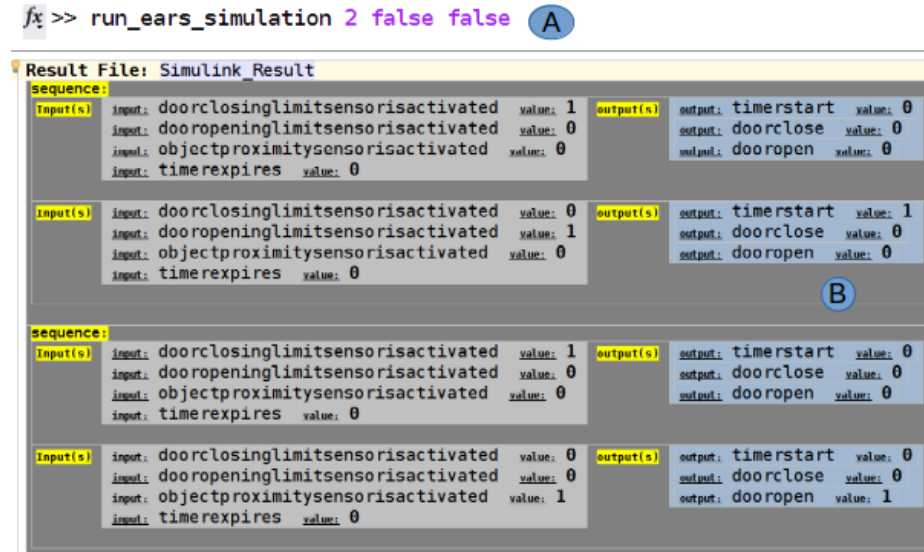 fx >> run_ears_simulation 2 false false A
Result File: Simulink_Result
sequence:
Input(s) input: doorclosinglimitsensorisactivated value: 1 output(s) output: timerstart value: 0
input: dooropeninglimitsensorisactivated value: 0 output: doorclose value: 0
input: objectproximitysensorisactivated value: 0 output: dooropen value: 0
input: timerexpires value: 0
Input(s) input: doorclosinglimitsensorisactivated value: 0 output(s) output: timerstart value: 1
input: dooropeninglimitsensorisactivated value: 1 output: doorclose value: 0
input: objectproximitysensorisactivated value: 0 output: dooropen value: 0
input: timerexpires value: 0
B
sequence:
Input(s) input: doorclosinglimitsensorisactivated value: 1 output(s) output: timerstart value: 0
input: dooropeninglimitsensorisactivated value: 0 output: doorclose value: 0
input: objectproximitysensorisactivated value: 0 output: dooropen value: 0
input: timerexpires value: 0
Input(s) input: doorclosinglimitsensorisactivated value: 0 output(s) output: timerstart value: 0
input: dooropeninglimitsensorisactivated value: 0 output: doorclose value: 0
input: objectproximitysensorisactivated value: 1 output: dooropen value: 1
input: timerexpires value: 0